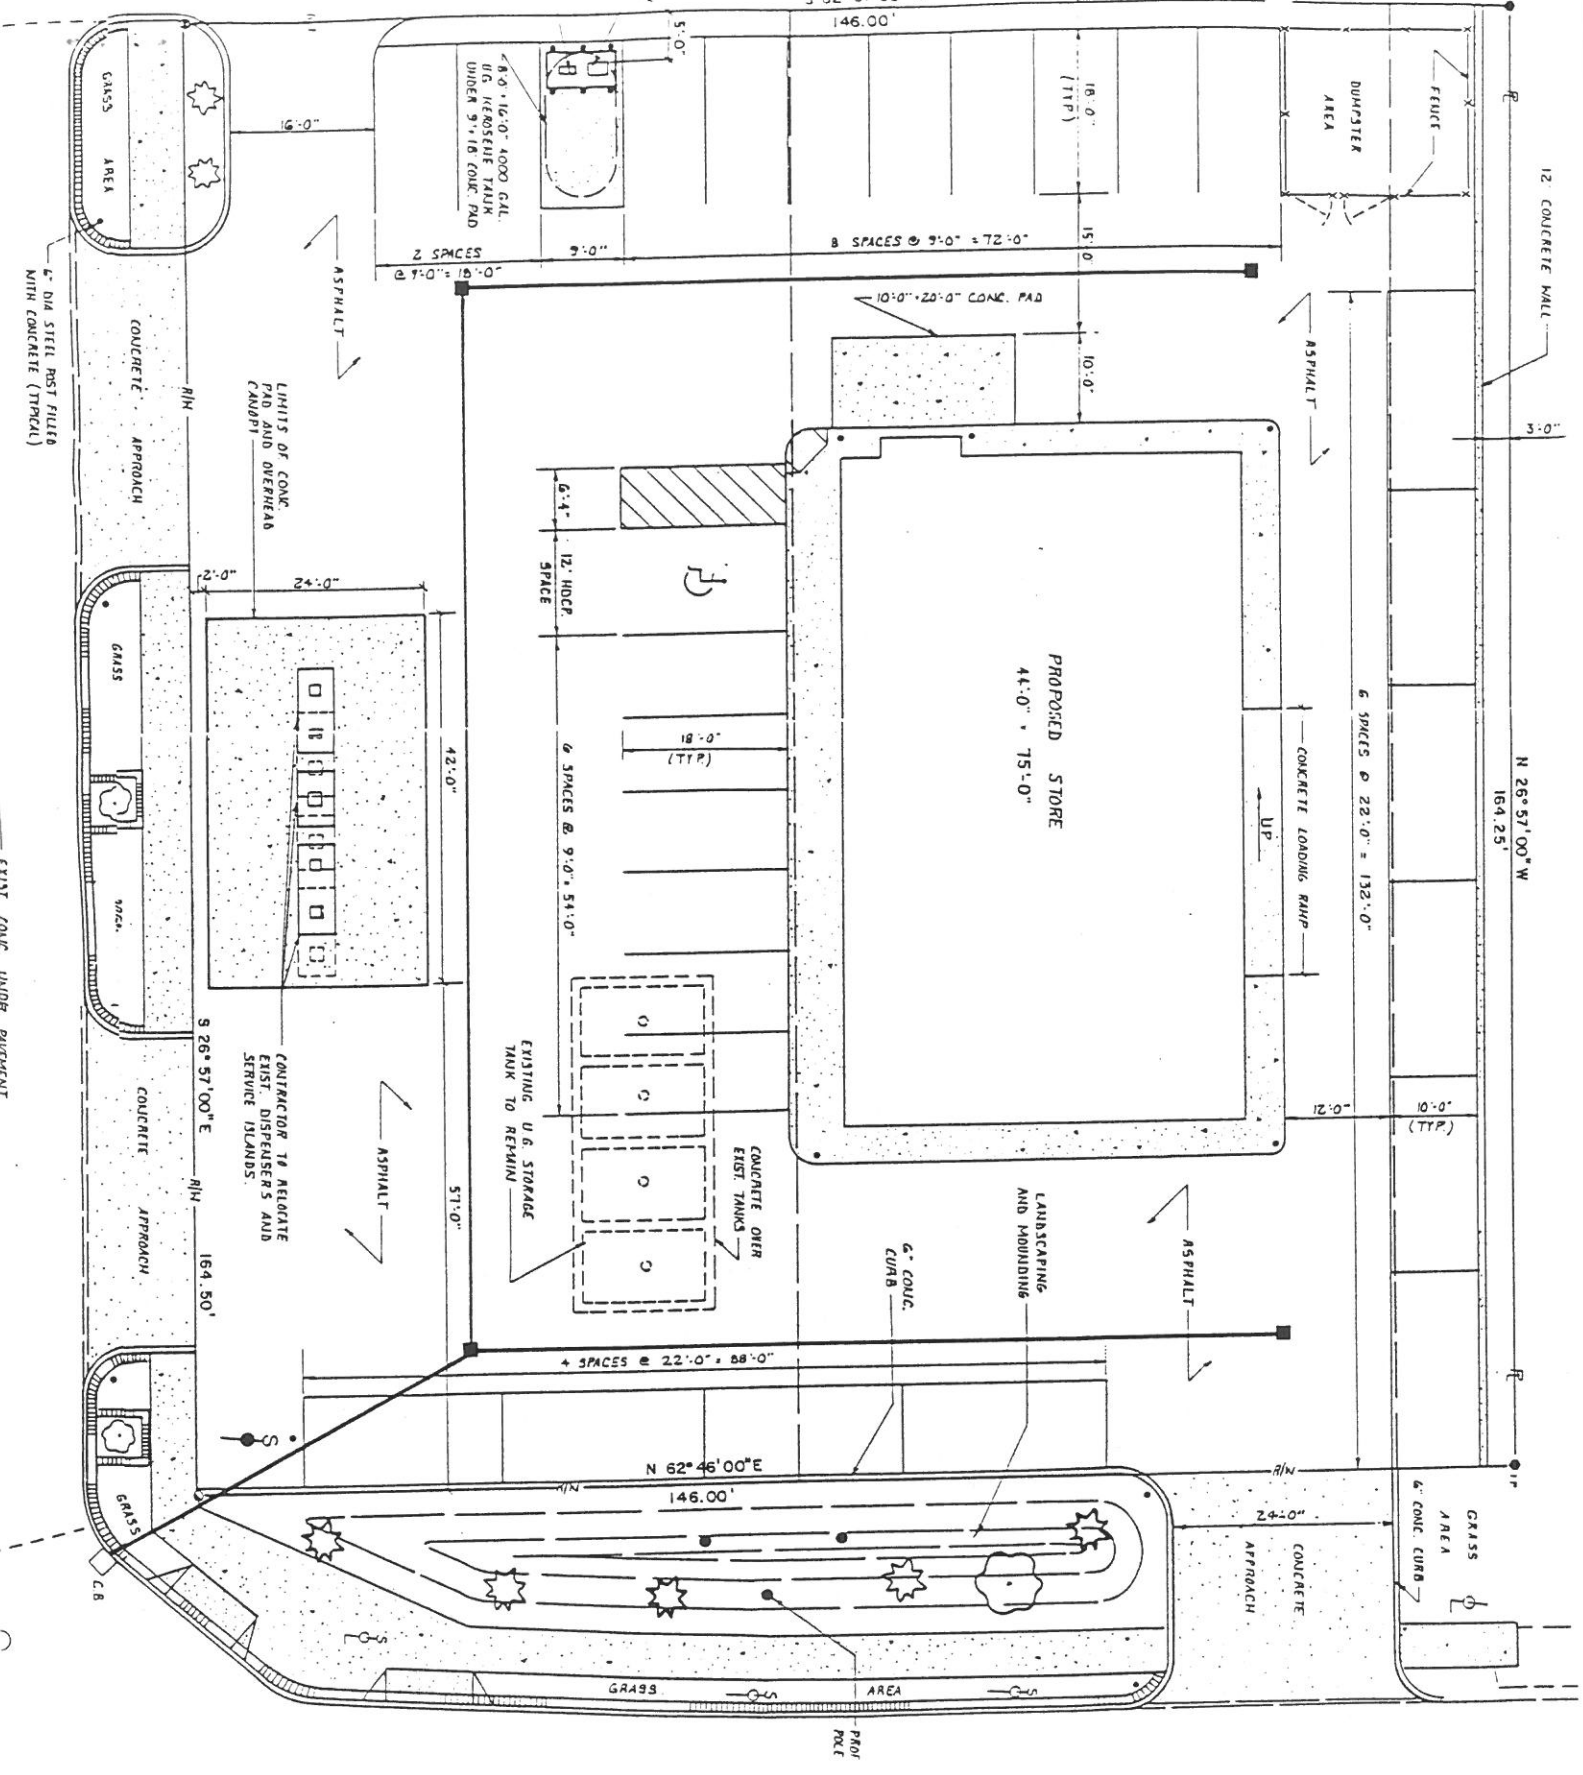 146.00'
5'-0"
GRASS
AREA
16'-0"
8'-0" × 16'-0" 4000 GAL.
UG KEROSENE TANK
UNDER 9' × 18' CONC. PAD
18'-0"
(TYP.)
DUMPSTER
AREA
FENCE
12" CONCRETE WALL
2 SPACES
@ 9'-0" = 18'-0"
9'-0"
8 SPACES @ 9'-0" = 72'-0"
15'-0"
6" DIA STEEL POST FILLED
WITH CONCRETE (TYPICAL)
CONCRETE APPROACH
ASPHALT
R/W
10'-0" × 20'-0" CONC. PAD
10'-0"
ASPHALT
3'-0"
LIMITS OF CONC.
PAD AND OVERHEAD
CANOPY
6'-4"
12' HDCP.
SPACE
2'-0"
24'-0"
GRASS
42'-0"
18'-0"
(TYP.)
6 SPACES @ 9'-0" = 54'-0"
PROPOSED STORE
44'-0" × 75'-0"
UP
CONCRETE LOADING RAMP
6 SPACES @ 22'-0" = 132'-0"
N 26° 57' 00" W
164.25'
EXIST. CONC. UNDER PAVEMENT
S 26° 57' 00" E
164.50'
R/W
CONCRETE APPROACH
CONTRACTOR TO RELOCATE
EXIST. DISPENSERS AND
SERVICE ISLANDS.
ASPHALT
57'-0"
EXISTING U.G. STORAGE
TANK TO REMAIN
CONCRETE OVER
EXIST. TANKS
12'-0"
10'-0"
(TYP.)
6" CONC.
CURB
LANDSCAPING
AND MOUNDING
ASPHALT
4 SPACES @ 22'-0" = 88'-0"
S
GRASS
C.B
N 62° 46' 00" E
146.00'
R/W
R/W
IP
24'-0"
CONCRETE
APPROACH
6" CONC. CURB
GRASS
AREA
S
S
GRASS
AREA
S
S
POLE